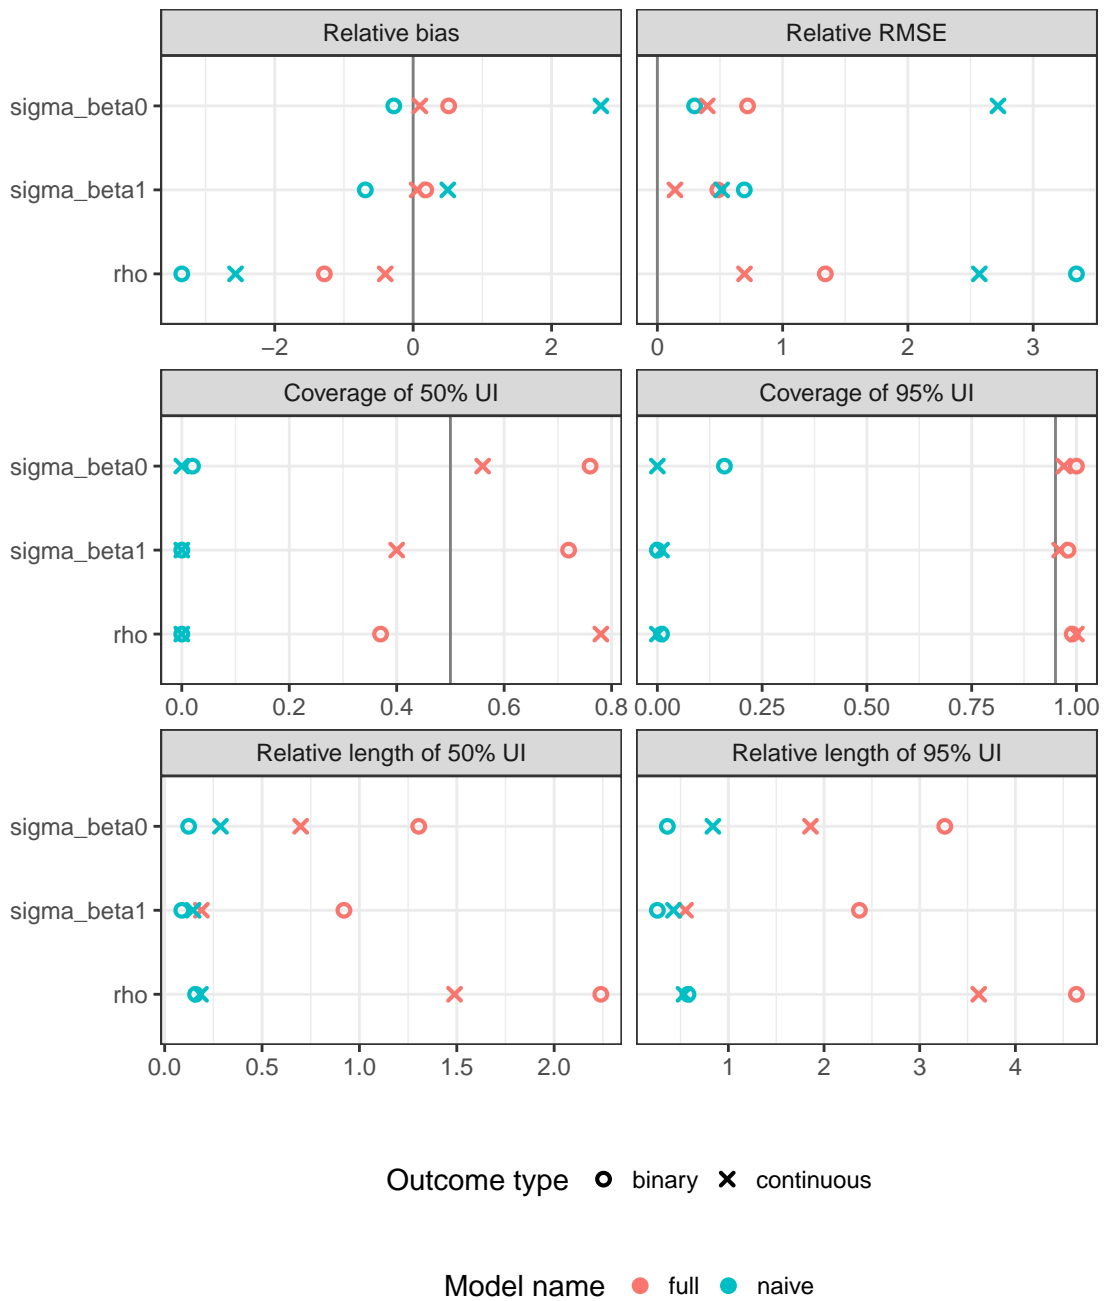 Relative bias
Relative RMSE
sigma_beta0
sigma_beta1
rho
−2 0 2
0 1 2 3
Coverage of 50% UI
Coverage of 95% UI
sigma_beta0
sigma_beta1
rho
0.0 0.2 0.4 0.6 0.8
0.00 0.25 0.50 0.75 1.00
Relative length of 50% UI
Relative length of 95% UI
sigma_beta0
sigma_beta1
rho
0.0 0.5 1.0 1.5 2.0
1 2 3 4
Outcome type binary continuous
Model name full naive